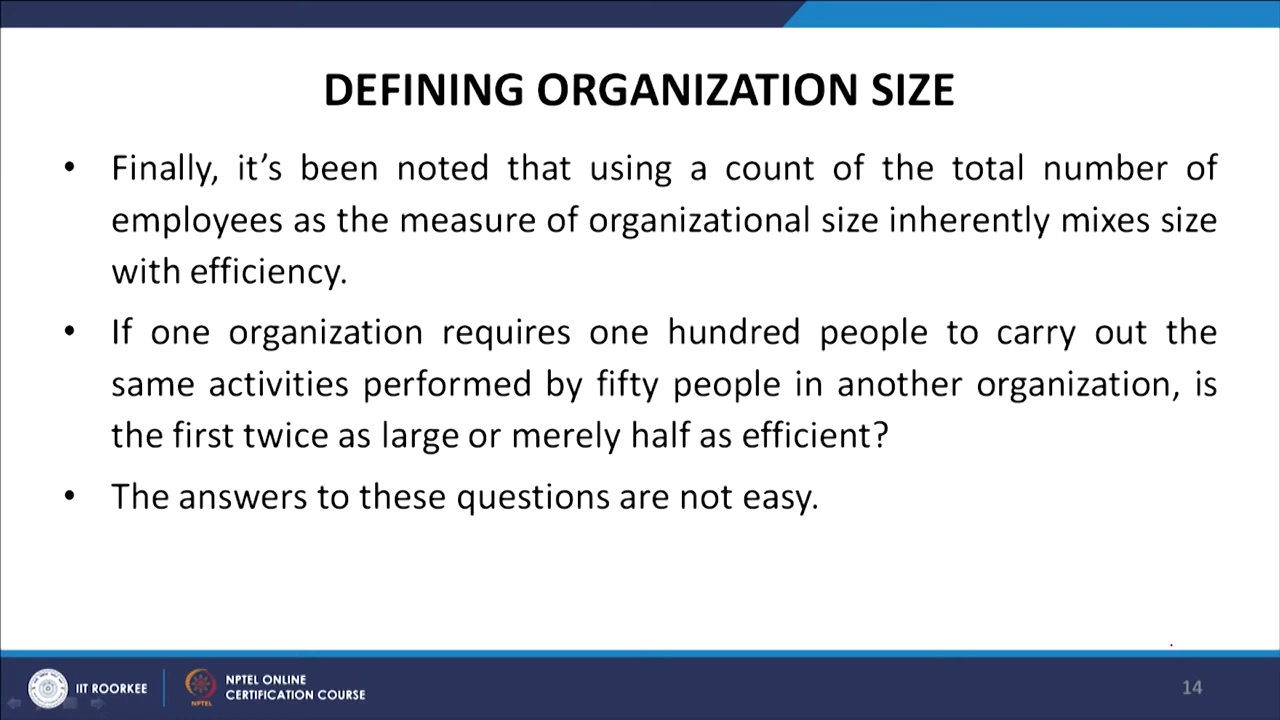 DEFINING ORGANIZATION SIZE
• Finally, it’s been noted that using a count of the total number of
employees as the measure of organizational size inherently mixes size
with efficiency.
• If one organization requires one hundred people to carry out the
same activities performed by fifty people in another organization, is
the first twice as large or merely half as efficient?
• The answers to these questions are not easy.
IIT ROORKEE
NPTEL
NPTEL ONLINE
CERTIFICATION COURSE
14